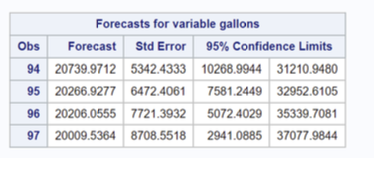 Forecasts for variable gallons
Obs Forecast Std Error 95% Confidence Limits
94 20739.9712 5342.4333 10268.9944 31210.9480
95 20266.9277 6472.4061 7581.2449 32952.6105
96 20206.0555 7721.3932 5072.4029 35339.7081
97 20009.5364 8708.5518 2941.0885 37077.9844